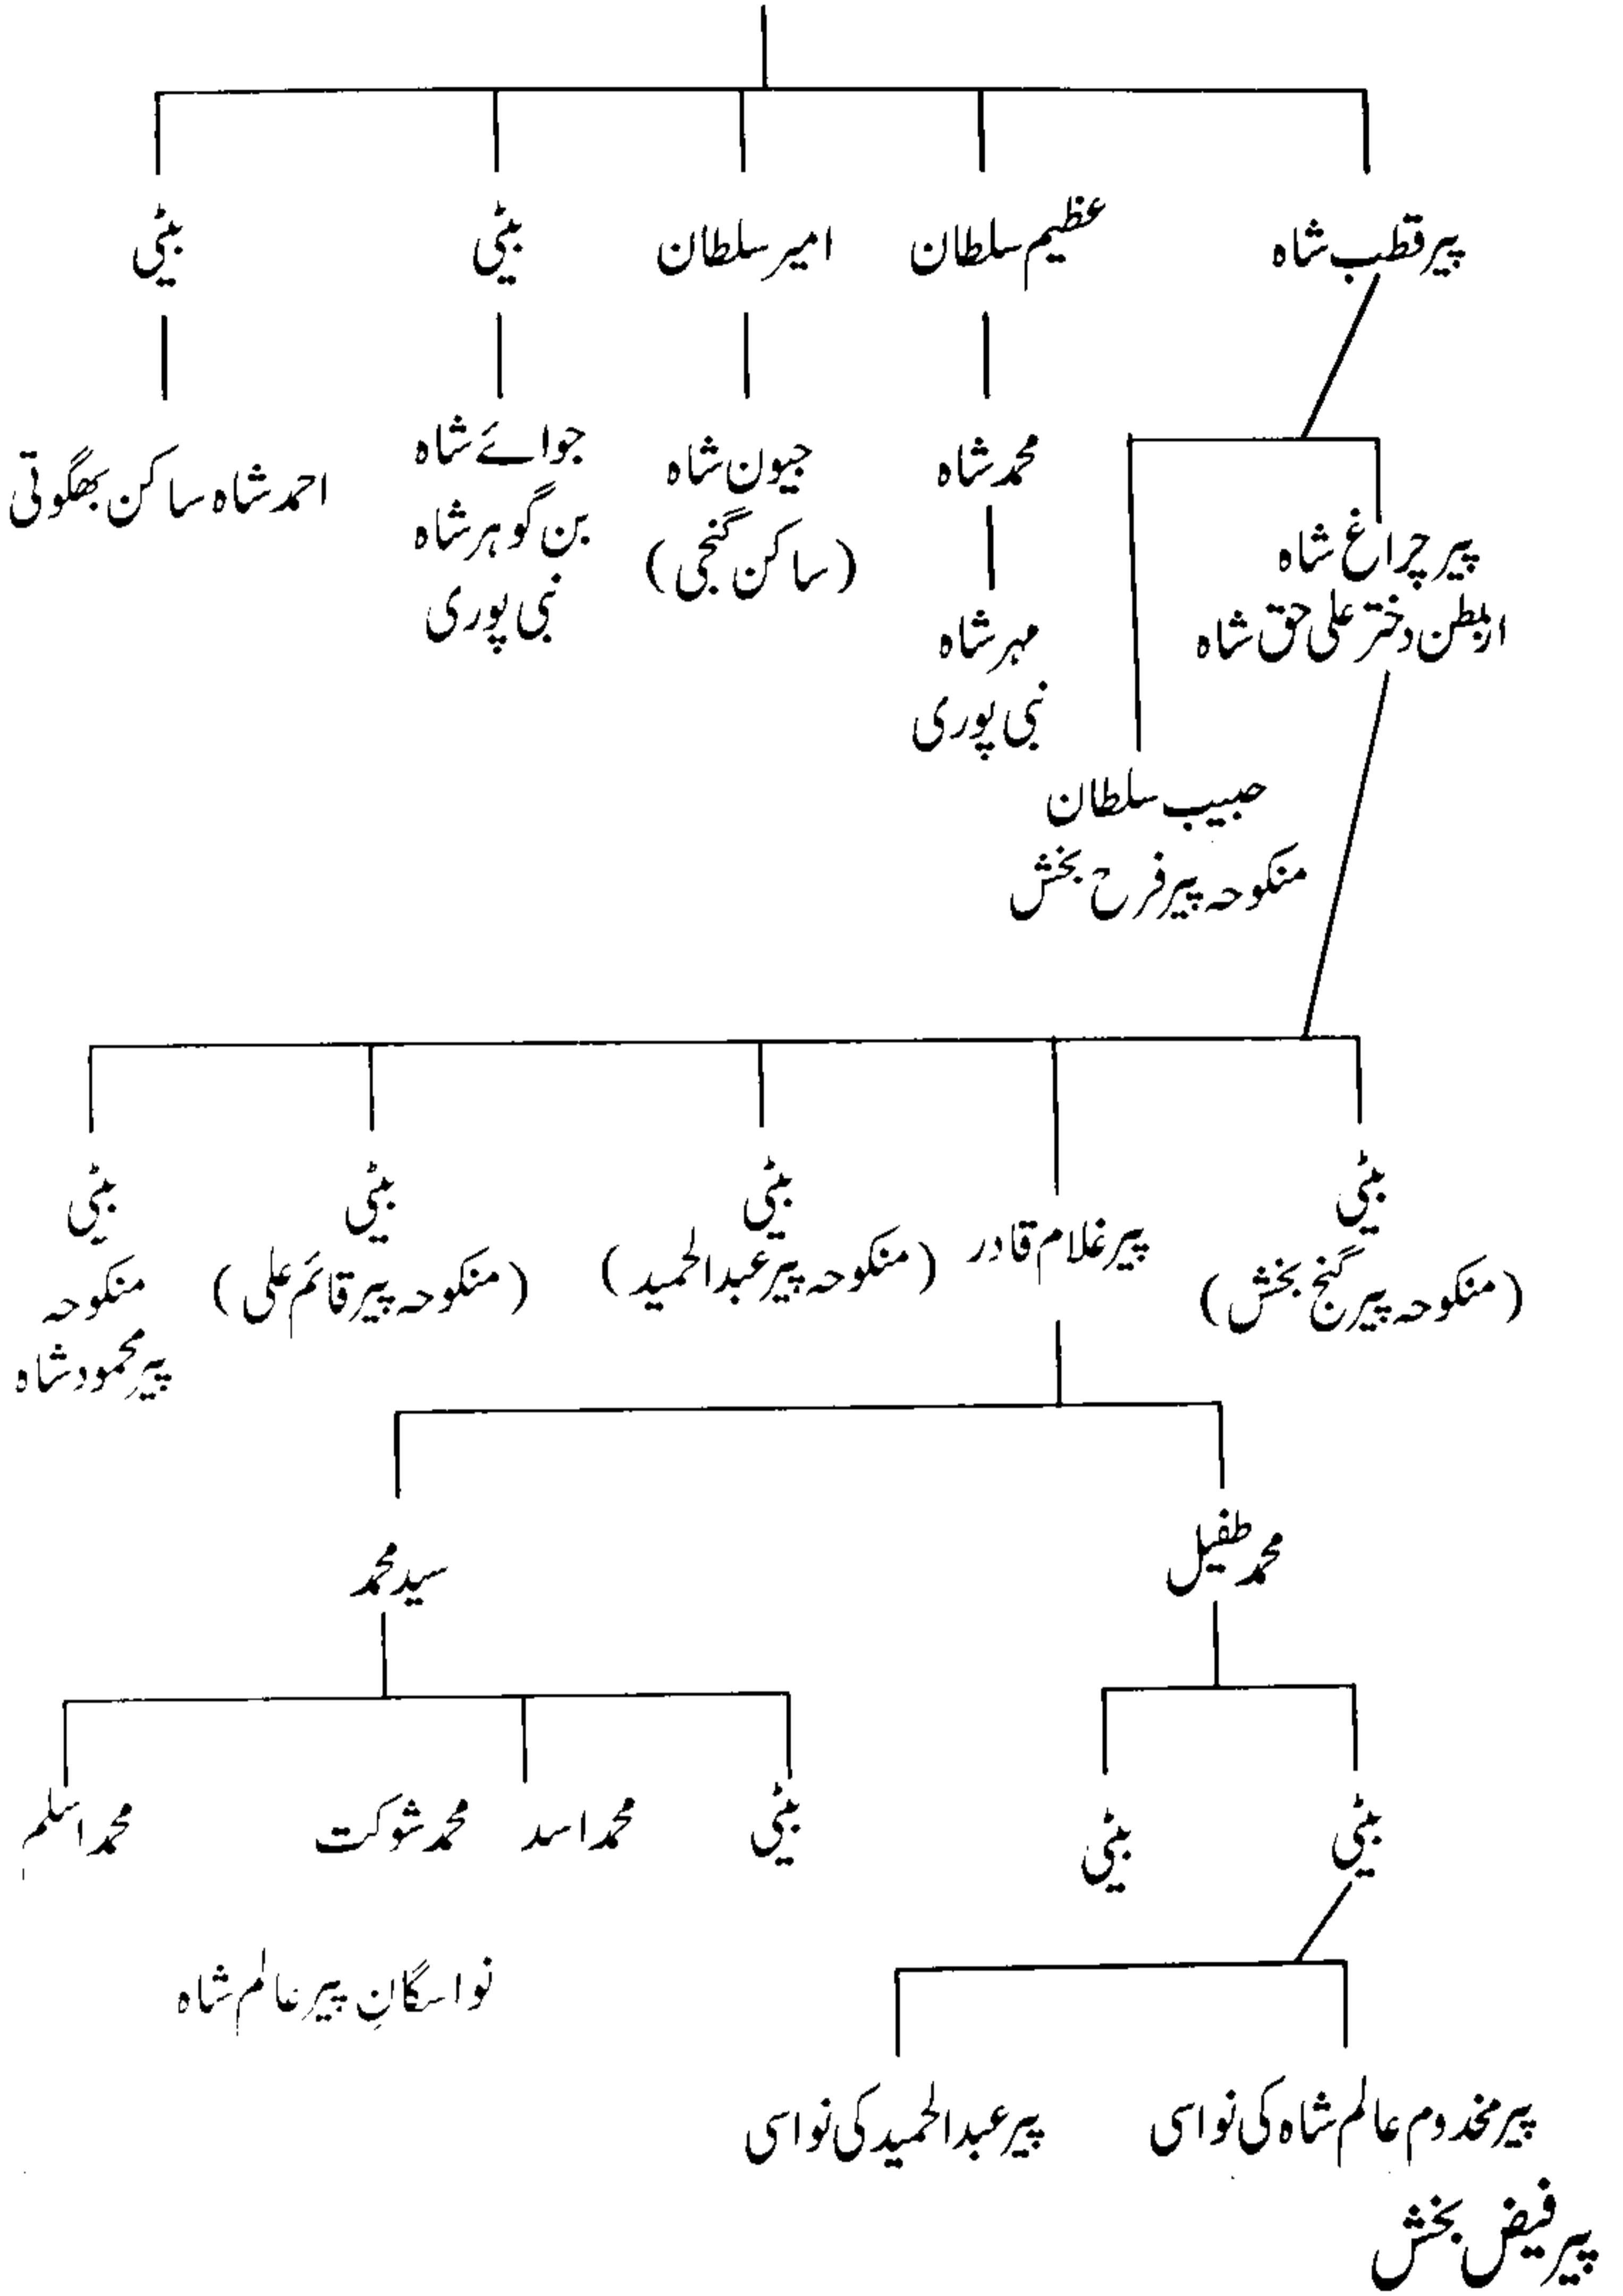 پیر قطب شاہ
عظیم سلطان
امیر سلطان
بیٹی
بیٹی
محمد شاہ
جیون شاہ
(ساکن گنجی)
جوائے شاہ
بن گوہر شاہ
نبی پوری
احمد شاہ ساکن بھگوتی
پیر چراغ شاہ
از بطن دختر علی حق شاہ
مہر شاہ
نبی پوری
حبیب سلطان
منکوحہ پیر فرح بخش
بیٹی
(منکوحہ پیر گنج بخش)
پیر غلام قادر
بیٹی
(منکوحہ پیر عبدالحمید)
بیٹی
(منکوحہ پیر قائم علی)
بیٹی
منکوحہ
پیر محمود شاہ
محمد طفیل
سید محمد
بیٹی
بیٹی
بیٹی
محمد اسد
محمد شوکت
محمد اسلم
نواسگانِ پیر عالم شاہ
پیر مخدوم عالم شاہ کی نواسی
پیر عبدالحمید کی نواسی
پیر فیض بخش